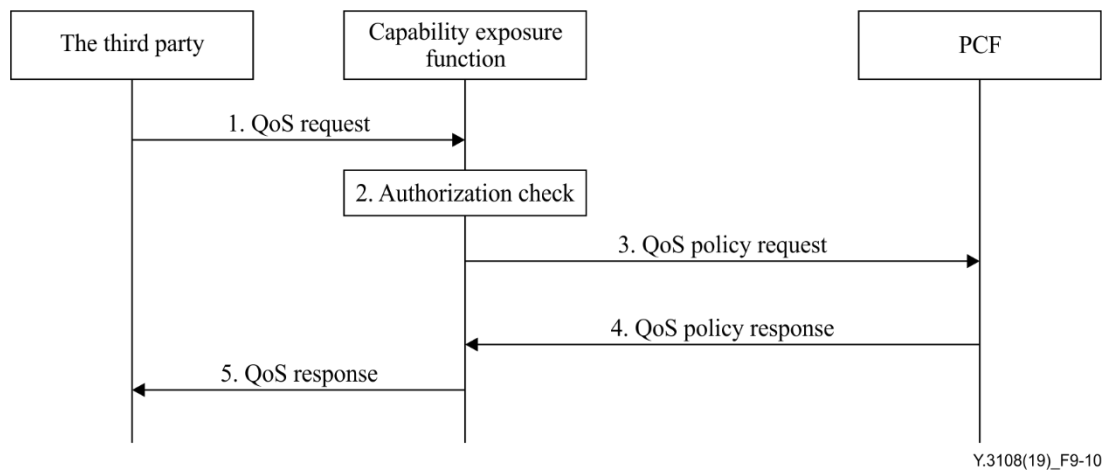 The third party
Capability exposure
function
PCF
1. QoS request
2. Authorization check
3. QoS policy request
4. QoS policy response
5. QoS response
Y.3108(19)_F9-10